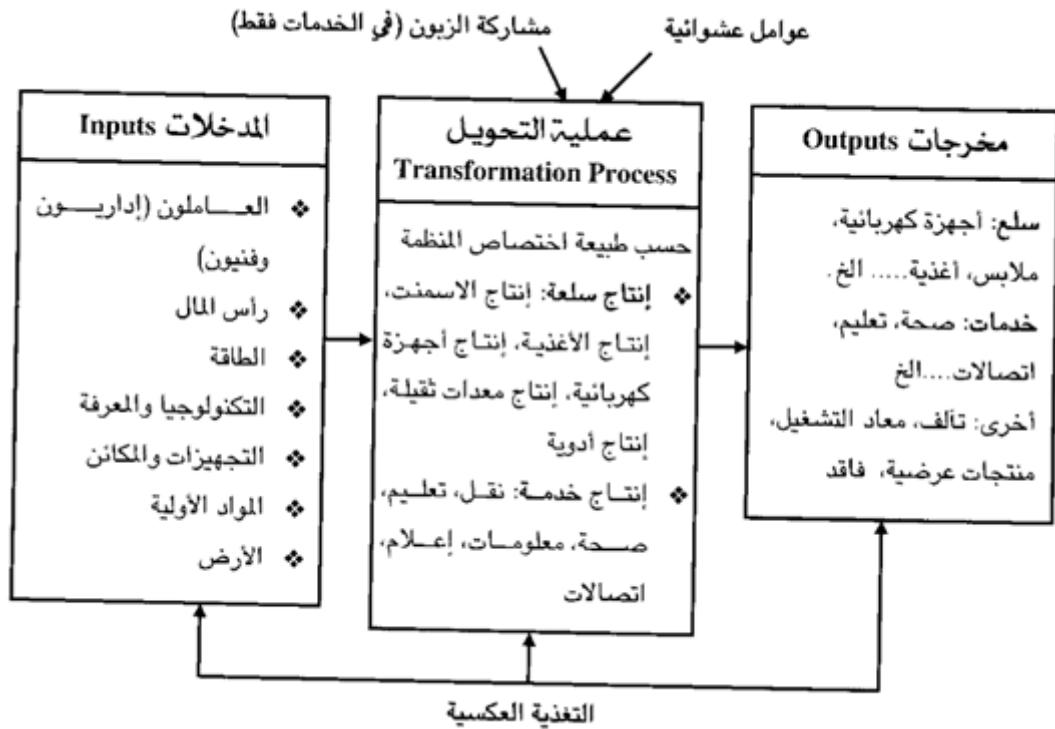 عوامل عشوائية
مشاركة الزبون (في الخدمات فقط)
المدخلات Inputs
❖ العـــاملون (إداريـــون
وفنيون)
❖ رأس المال
❖ الطاقة
❖ التكنولوجيا والمعرفة
❖ التجهيزات والمكائن
❖ المواد الأولية
❖ الأرض
عملية التحويل
Transformation Process
حسب طبيعة اختصاص المنظمة
❖ إنتاج سلعة: إنتاج الاسمنت،
إنتاج الأغذية، إنتاج أجهزة
كهربائية، إنتاج معدات ثقيلة،
إنتاج أدوية
❖ إنتاج خدمة: نقل، تعليم،
صحة، معلومات، إعلام،
اتصالات
مخرجات Outputs
سلع: أجهزة كهربائية،
ملابس، أغذية..... الخ.
خدمات: صحة، تعليم،
اتصالات....الخ
أخرى: تالف، معاد التشغيل،
منتجات عرضية، فاقد
التغذية العكسية